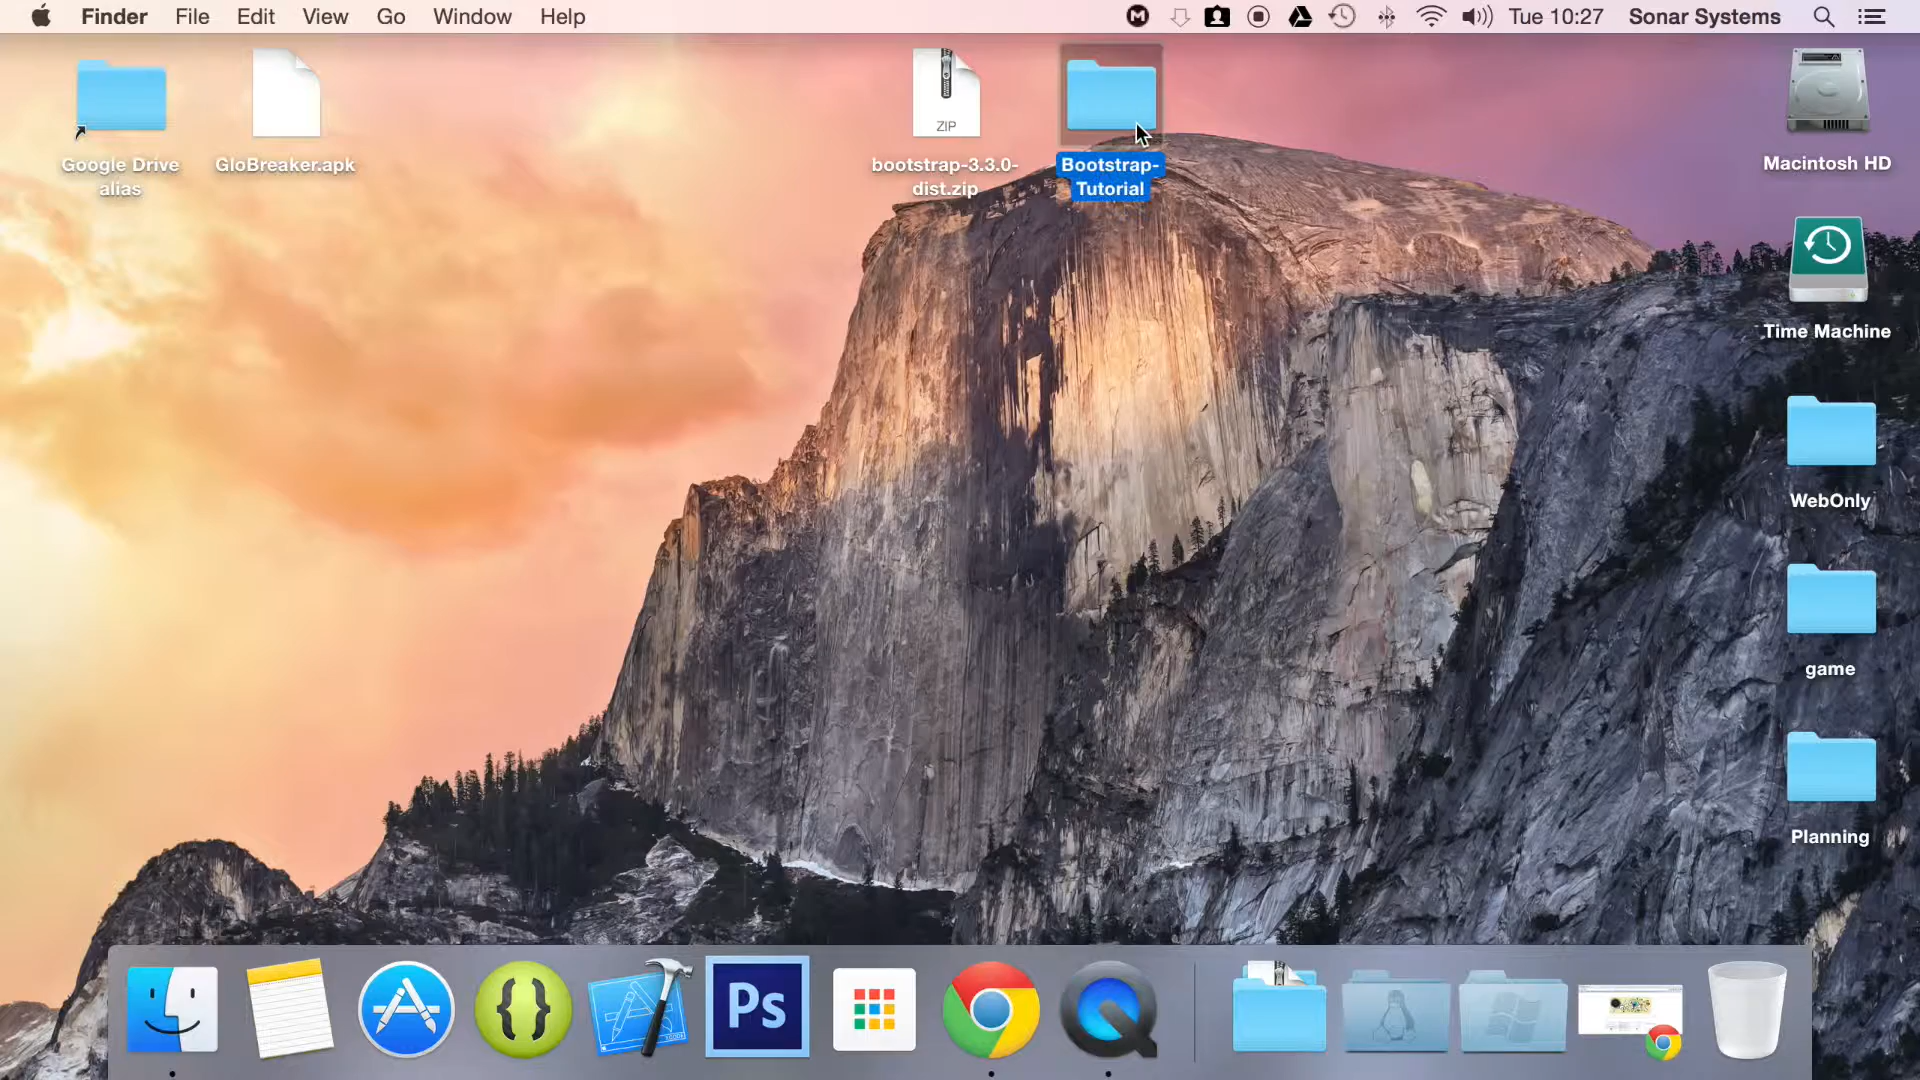 Finder File Edit View Go Window Help Tue 10:27 Sonar Systems
Google Drive
alias
GloBreaker.apk
ZIP
bootstrap-3.3.0-
dist.zip
Bootstrap-
Tutorial
Macintosh HD
Time Machine
WebOnly
game
Planning
{}
Ps